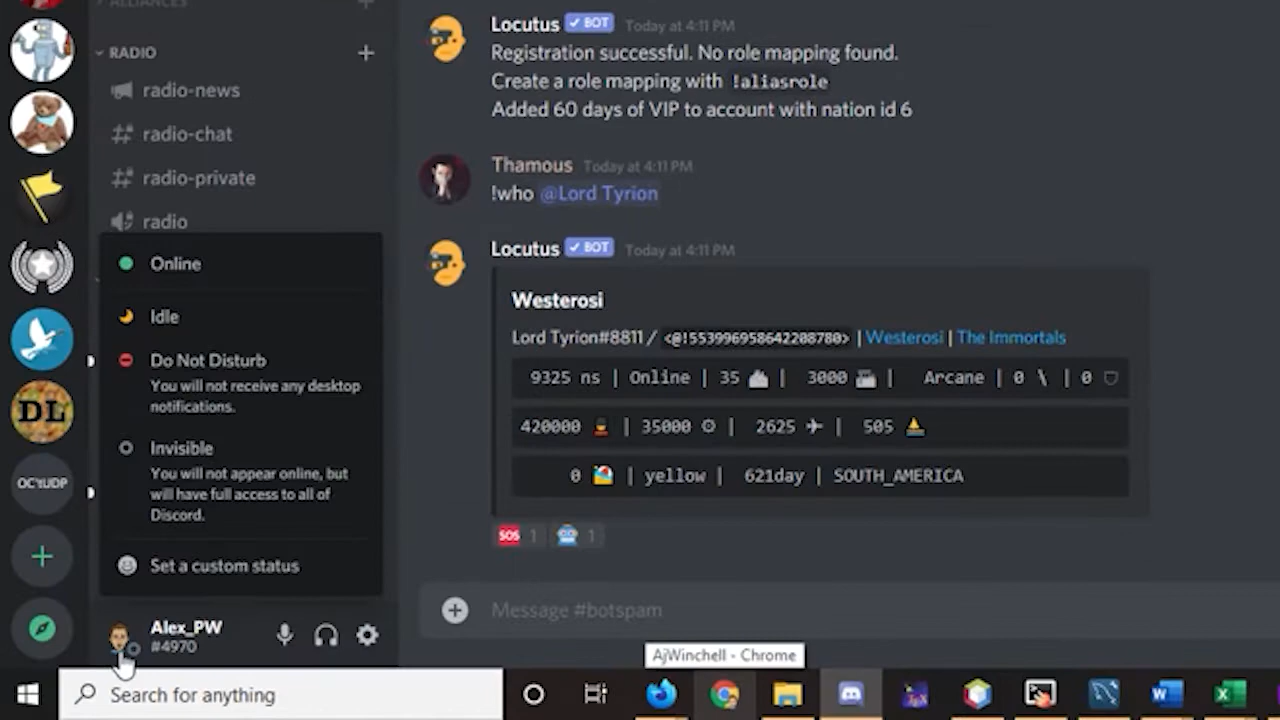 ALLIANCES
RADIO
radio-news
radio-chat
radio-private
radio
Online
Idle
Do Not Disturb
You will not receive any desktop
notifications.
Invisible
You will not appear online, but
will have full access to all of
Discord.
Set a custom status
Alex_PW
#4970
DL
OCYUDP
Locutus BOT Today at 4:11 PM
Registration successful. No role mapping found.
Create a role mapping with !aliasrole
Added 60 days of VIP to account with nation id 6
Thamous Today at 4:11 PM
!who @Lord Tyrion
Locutus BOT Today at 4:11 PM
Westerosi
Lord Tyrion#8811 / <@!553996958642208780> | Westerosi | The Immortals
9325 ns | Online | 35 | 3000 | Arcane | 0 \ | 0
420000 | 35000 | 2625 | 505
0 | yellow | 621day | SOUTH_AMERICA
SOS 1 1
Message #botspam
AjWinchell - Chrome
Search for anything